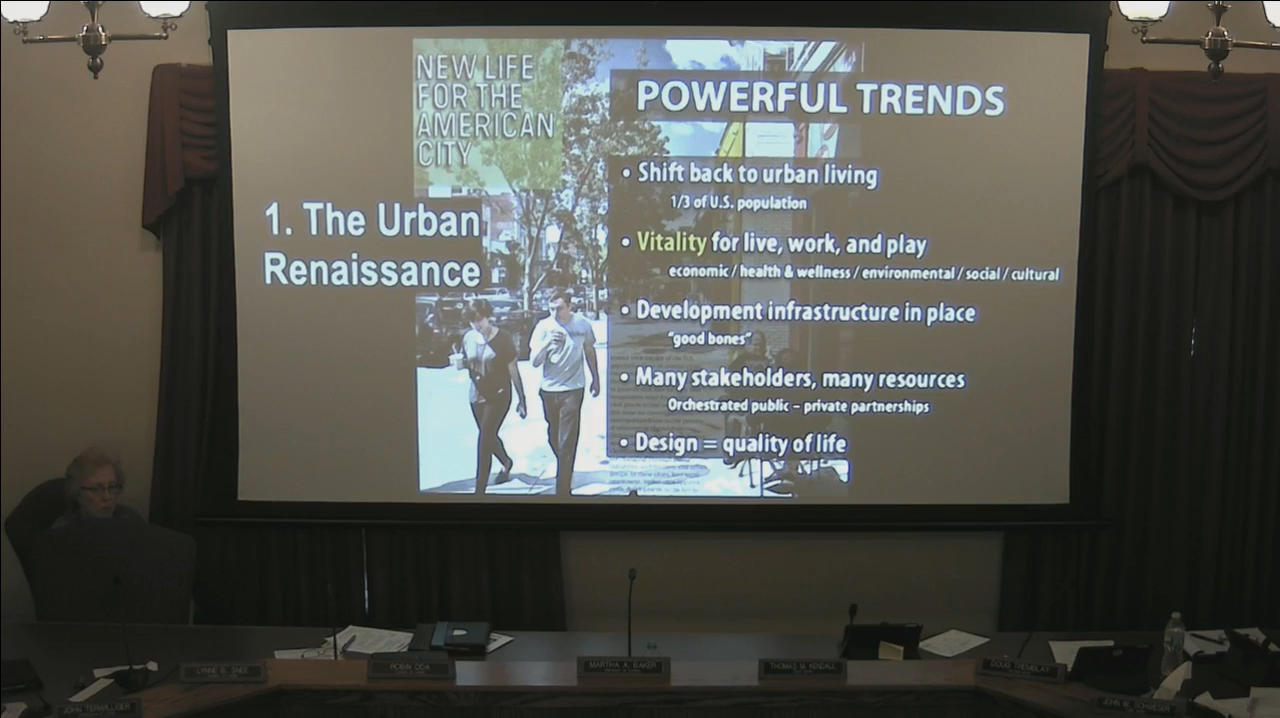 NEW LIFE
FOR THE
AMERICAN
CITY
1. The Urban
Renaissance
POWERFUL TRENDS
• Shift back to urban living
1/3 of U.S. population
• Vitality for live, work, and play
economic / health & wellness / environmental / social / cultural
• Development infrastructure in place
"good bones"
• Many stakeholders, many resources
Orchestrated public – private partnerships
• Design = quality of life
LYNNE B. SNEE
ROBIN ODA
MARTHA A. BAKER
THOMAS M. KENDALL
DOUG TREMBLAY
JOHN TERWILLIGER
JOHN W. SCHWESER